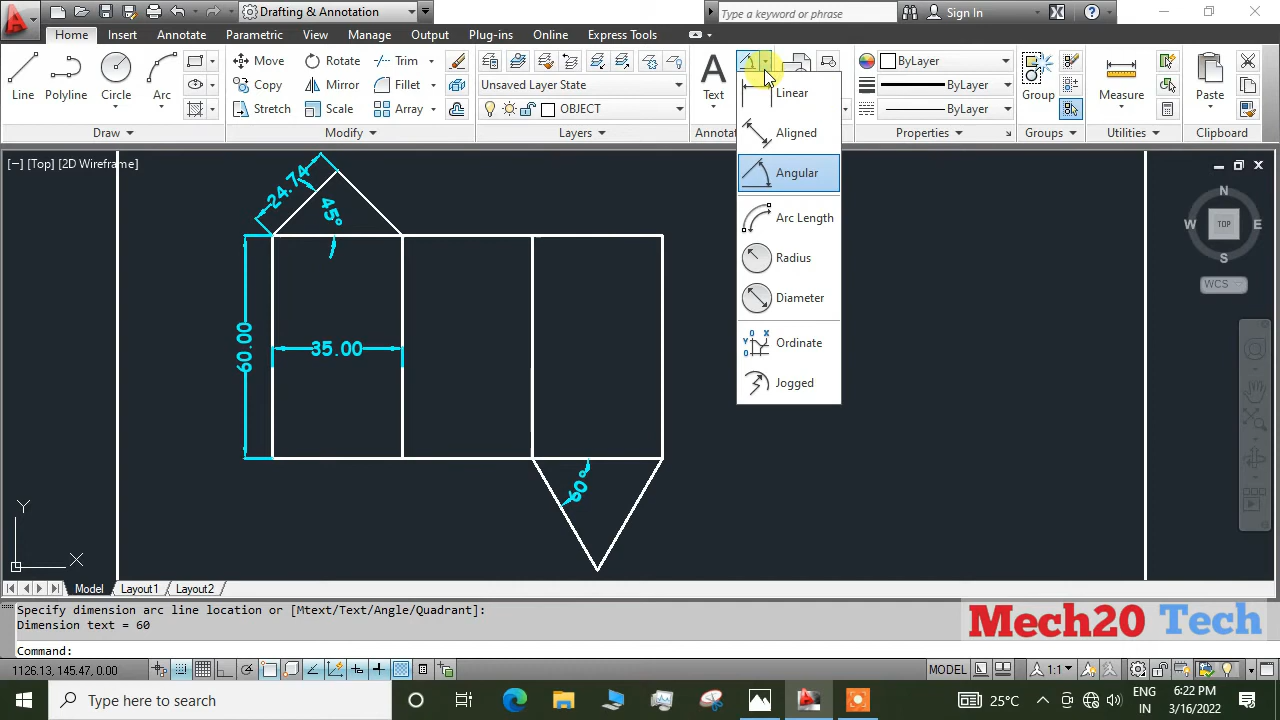 Drafting & Annotation
Type a keyword or phrase
Sign In
Home Insert Annotate Parametric View Manage Output Plug-ins Online Express Tools
Line Polyline Circle Arc
Move Rotate Trim
Copy Mirror Fillet
Stretch Scale Array
Unsaved Layer State
OBJECT
A
Text
ByLayer
ByLayer
ByLayer
Group
Measure
Paste
Draw Modify Layers Annotat Properties Groups Utilities Clipboard
Linear
Aligned
Angular
Arc Length
Radius
Diameter
Ordinate
Jogged
[−] [Top] [2D Wireframe]
24.74
45°
60.00
35.00
60°
N
W TOP E
S
WCS
Y
X
Model Layout1 Layout2
Specify dimension arc line location or [Mtext/Text/Angle/Quadrant]:
Dimension text = 60
Command:
Mech20 Tech
1126.13, 145.47, 0.00
MODEL
1:1
Type here to search
25°C
ENG
IN
6:22 PM
3/16/2022